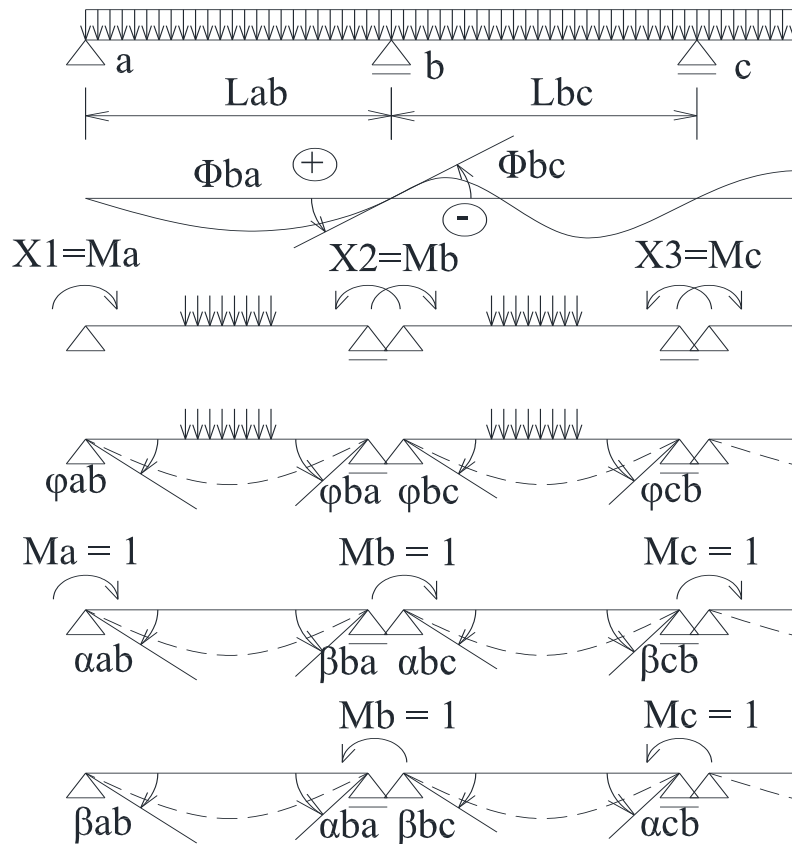 a b c
Lab Lbc
Φba + Φbc
-
X1=Ma X2=Mb X3=Mc
φab φba φbc φcb
Ma = 1 Mb = 1 Mc = 1
αab βba αbc βcb
Mb = 1 Mc = 1
βab αba βbc αcb